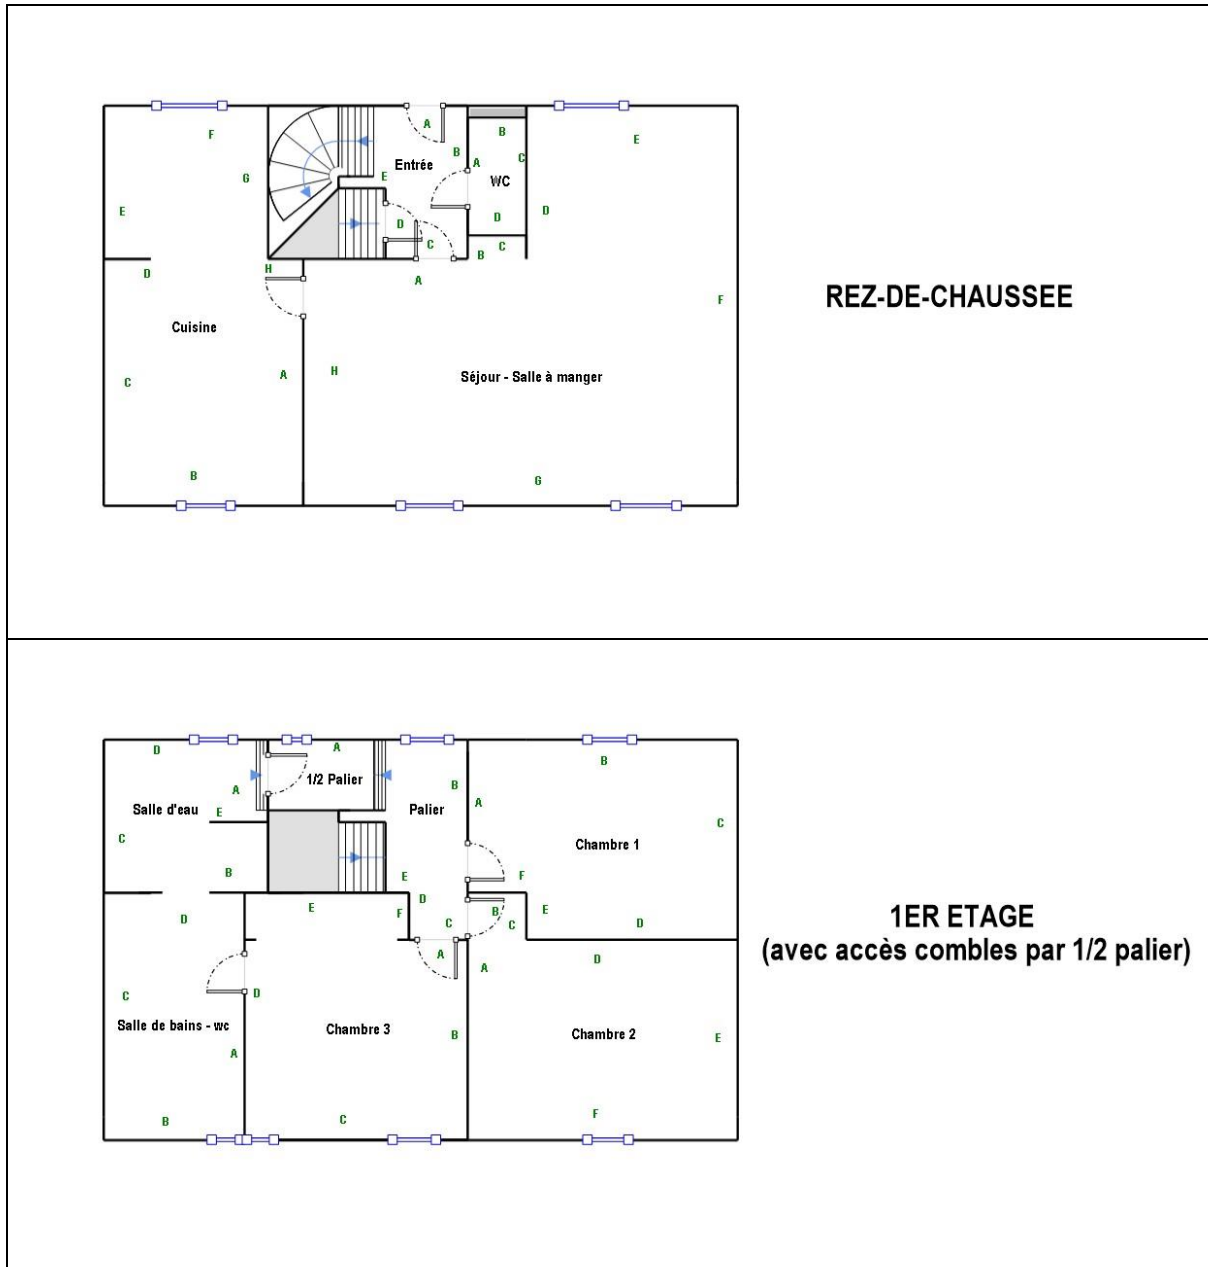 F
G
E
D
H
Cuisine
C
A
B
A
Entrée
B
E
D
C
A
B
C
WC
D
B
C
A
D
E
F
H
Séjour - Salle à manger
G
REZ-DE-CHAUSSEE
D
A
Salle d'eau
E
C
B
A
1/2 Palier
Palier
B
E
D
C
B
A
C
Chambre 1
F
E
D
D
C
Salle de bains - wc
A
B
E
F
A
D
Chambre 3
B
C
B
C
A
D
Chambre 2
E
F
1ER ETAGE
(avec accès combles par 1/2 palier)